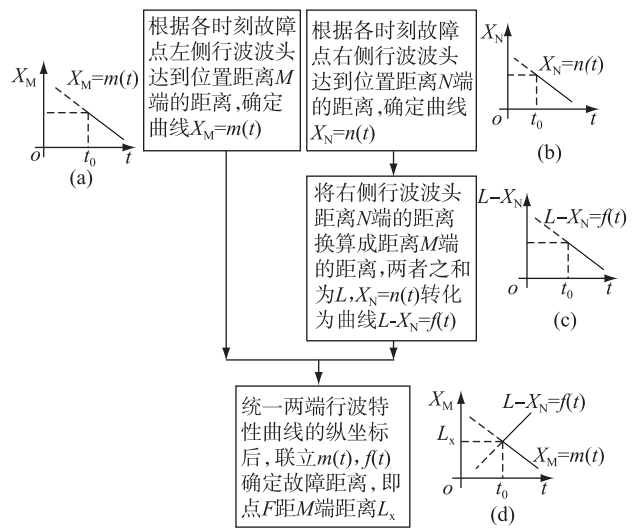 X_M
X_M=m(t)
o
t_0
t
(a)
根据各时刻故障
点左侧行波波头
达到位置距离M
端的距离,确定
曲线X_M=m(t)
根据各时刻故障
点右侧行波波头
达到位置距离N端
的距离,确定曲线
X_N=n(t)
X_N
X_N=n(t)
o
t_0
t
(b)
将右侧行波波头
距离N端的距离
换算成距离M端
的距离,两者之和
为L,X_N=n(t)转化
为曲线L-X_N=f(t)
L-X_N
L-X_N=f(t)
o
t_0
t
(c)
统一两端行波特
性曲线的纵坐标
后,联立m(t),f(t)
确定故障距离,即
点F距M端距离L_x
X_M
L-X_N=f(t)
L_x
X_M=m(t)
o
t_0
t
(d)